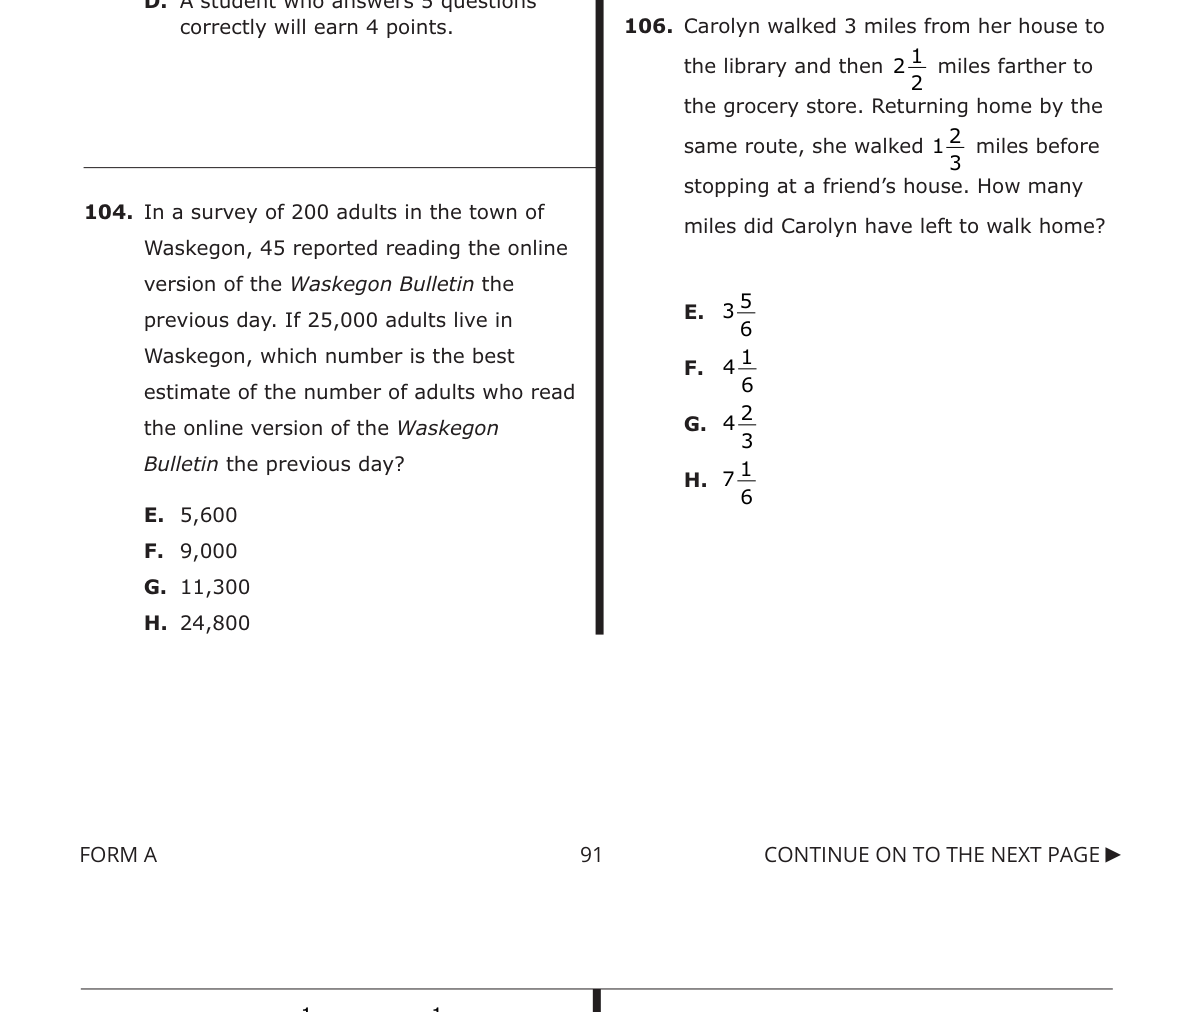 D. A student who answers 5 questions
correctly will earn 4 points.
104. In a survey of 200 adults in the town of
Waskegon, 45 reported reading the online
version of the Waskegon Bulletin the
previous day. If 25,000 adults live in
Waskegon, which number is the best
estimate of the number of adults who read
the online version of the Waskegon
Bulletin the previous day?
E. 5,600
F. 9,000
G. 11,300
H. 24,800
106. Carolyn walked 3 miles from her house to
the library and then 2 1/2 miles farther to
the grocery store. Returning home by the
same route, she walked 1 2/3 miles before
stopping at a friend’s house. How many
miles did Carolyn have left to walk home?
E. 3 5/6
F. 4 1/6
G. 4 2/3
H. 7 1/6
FORM A 91 CONTINUE ON TO THE NEXT PAGE ►